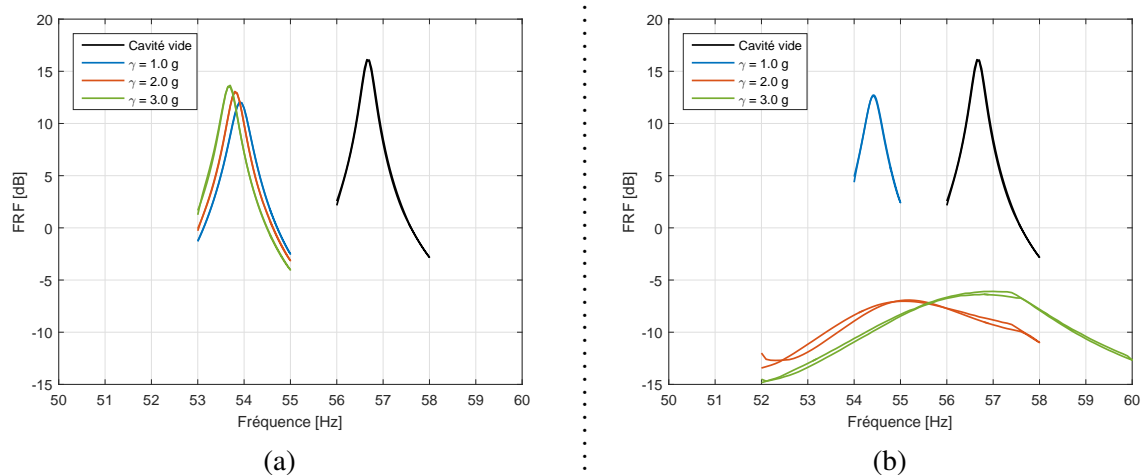 20
15
10
5
0
-5
-10
-15
FRF [dB]
Cavité vide
γ = 1.0 g
γ = 2.0 g
γ = 3.0 g
50 51 52 53 54 55 56 57 58 59 60
Fréquence [Hz]
(a)
20
15
10
5
0
-5
-10
-15
FRF [dB]
Cavité vide
γ = 1.0 g
γ = 2.0 g
γ = 3.0 g
50 51 52 53 54 55 56 57 58 59 60
Fréquence [Hz]
(b)